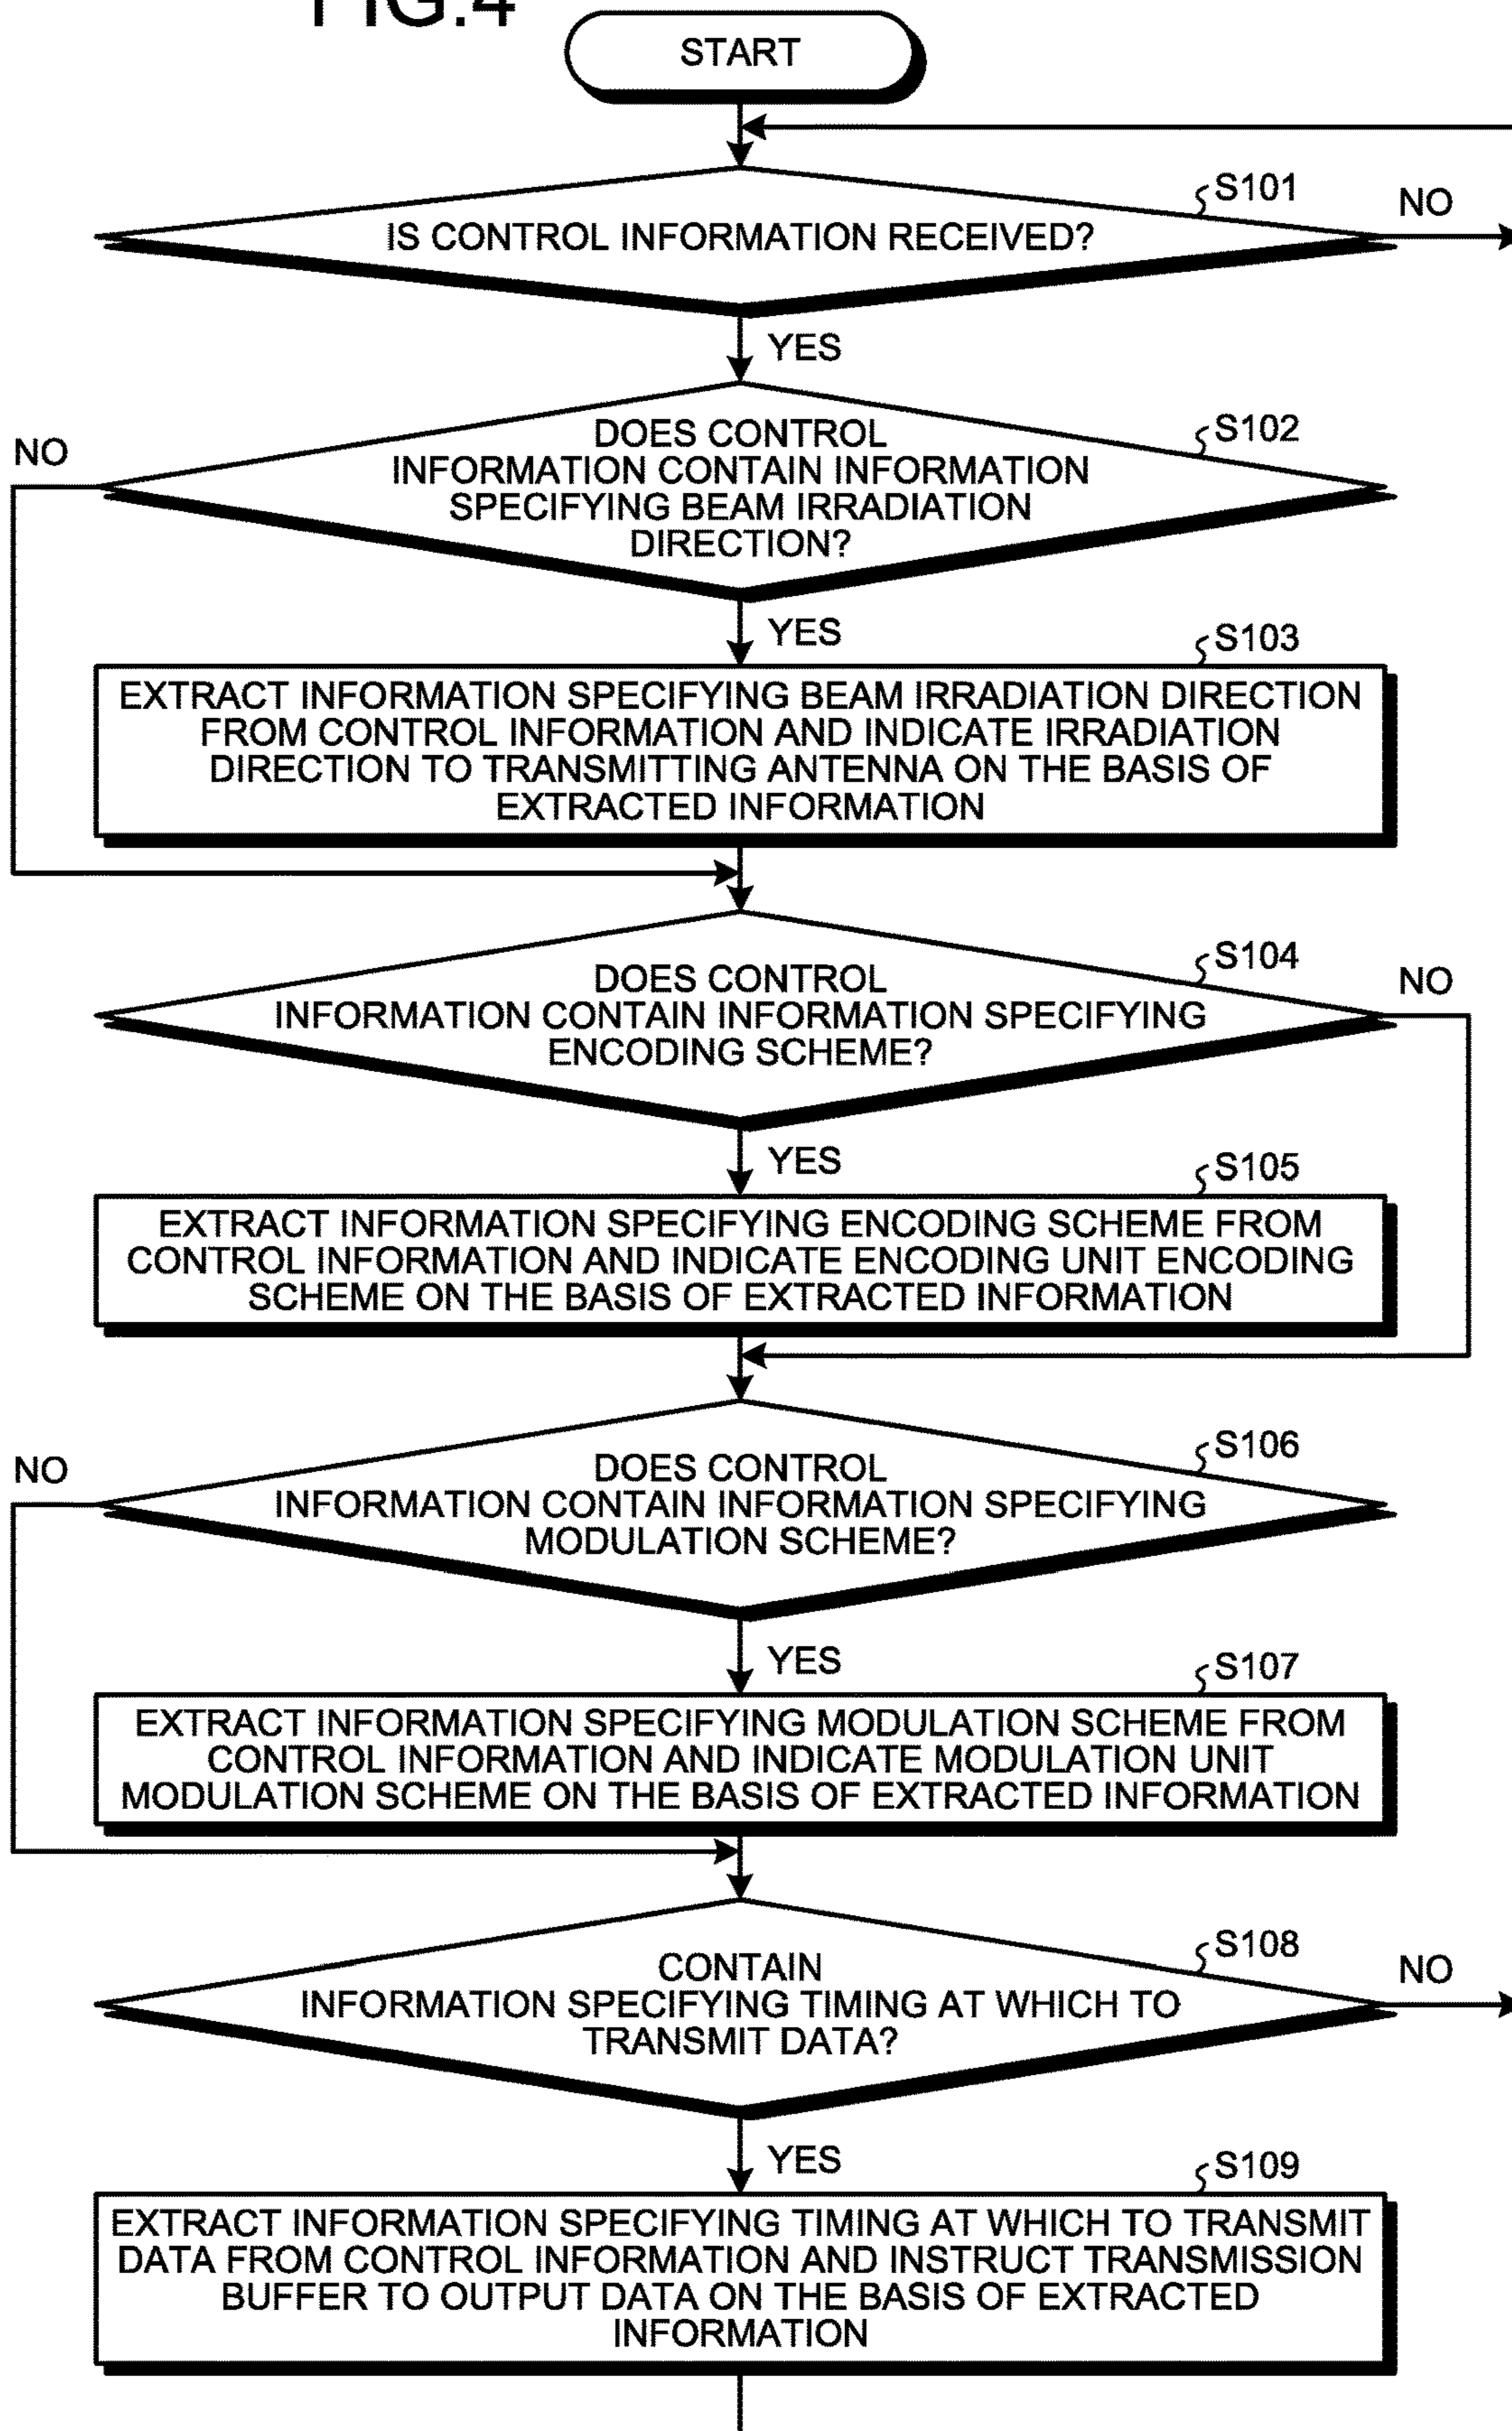 FIG.4
START
S101
NO
IS CONTROL INFORMATION RECEIVED?
YES
S102
NO
DOES CONTROL
INFORMATION CONTAIN INFORMATION
SPECIFYING BEAM IRRADIATION
DIRECTION?
YES
S103
EXTRACT INFORMATION SPECIFYING BEAM IRRADIATION DIRECTION
FROM CONTROL INFORMATION AND INDICATE IRRADIATION
DIRECTION TO TRANSMITTING ANTENNA ON THE BASIS OF
EXTRACTED INFORMATION
S104
NO
DOES CONTROL
INFORMATION CONTAIN INFORMATION SPECIFYING
ENCODING SCHEME?
YES
S105
EXTRACT INFORMATION SPECIFYING ENCODING SCHEME FROM
CONTROL INFORMATION AND INDICATE ENCODING UNIT ENCODING
SCHEME ON THE BASIS OF EXTRACTED INFORMATION
S106
NO
DOES CONTROL
INFORMATION CONTAIN INFORMATION SPECIFYING
MODULATION SCHEME?
YES
S107
EXTRACT INFORMATION SPECIFYING MODULATION SCHEME FROM
CONTROL INFORMATION AND INDICATE MODULATION UNIT
MODULATION SCHEME ON THE BASIS OF EXTRACTED INFORMATION
S108
NO
CONTAIN
INFORMATION SPECIFYING TIMING AT WHICH TO
TRANSMIT DATA?
YES
S109
EXTRACT INFORMATION SPECIFYING TIMING AT WHICH TO TRANSMIT
DATA FROM CONTROL INFORMATION AND INSTRUCT TRANSMISSION
BUFFER TO OUTPUT DATA ON THE BASIS OF EXTRACTED
INFORMATION